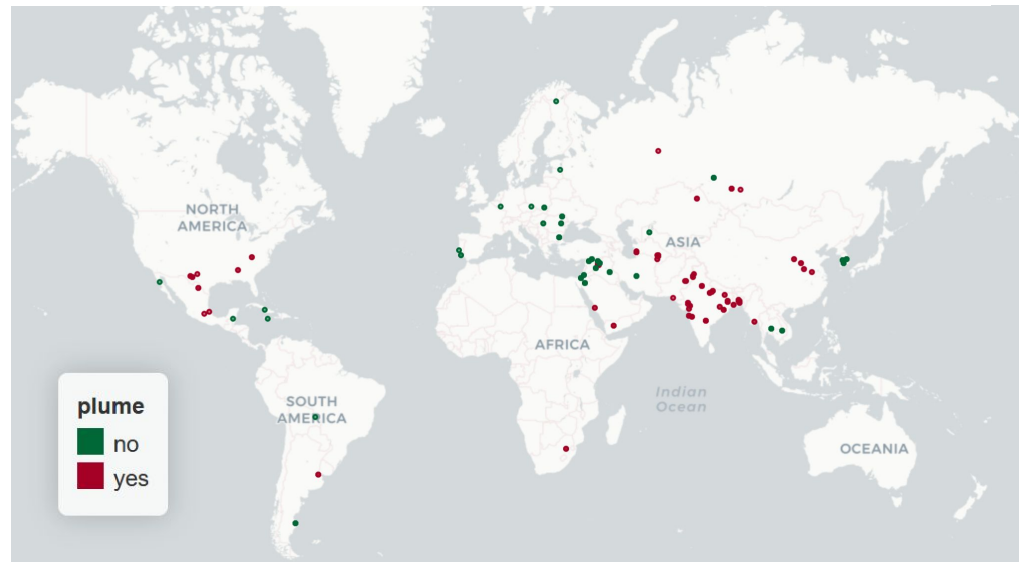 NORTH
AMERICA
ASIA
AFRICA
Indian
Ocean
SOUTH
AMERICA
OCEANIA
plume
no
yes